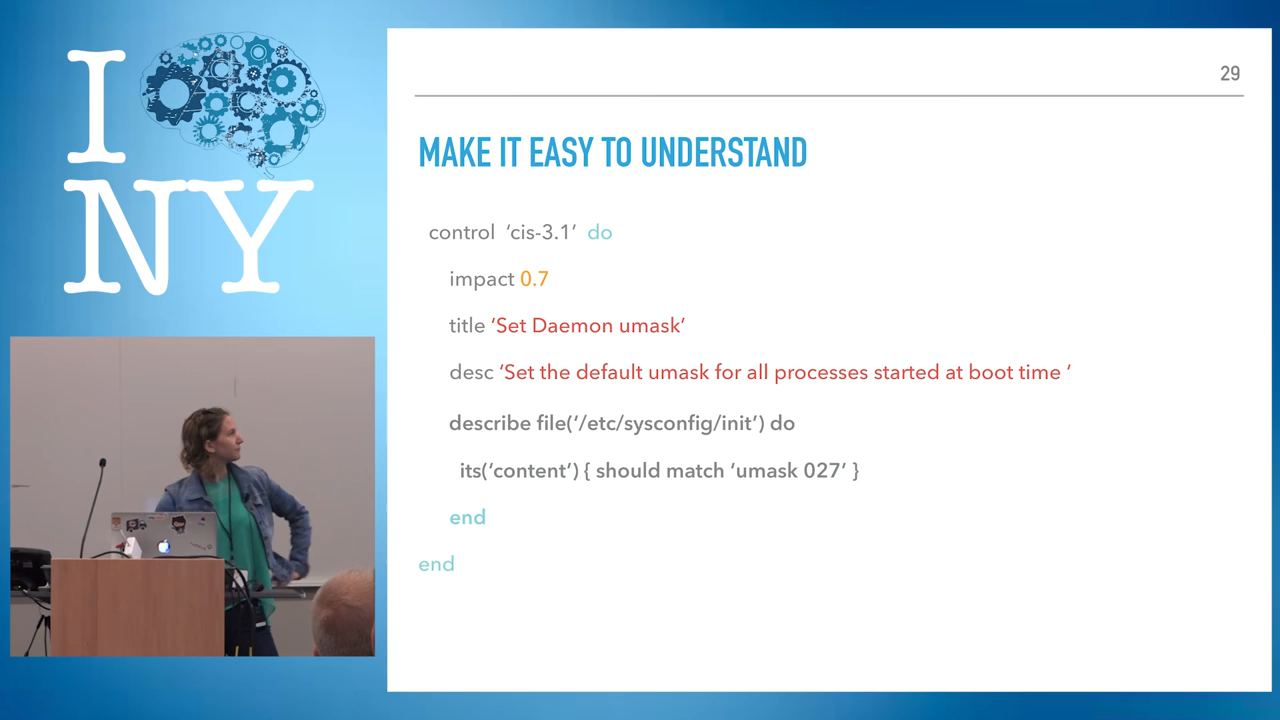 I
NY
29
MAKE IT EASY TO UNDERSTAND
control ‘cis-3.1’ do
impact 0.7
title ‘Set Daemon umask’
desc ‘Set the default umask for all processes started at boot time ‘
describe file(‘/etc/sysconfig/init’) do
its(‘content’) { should match ‘umask 027’ }
end
end